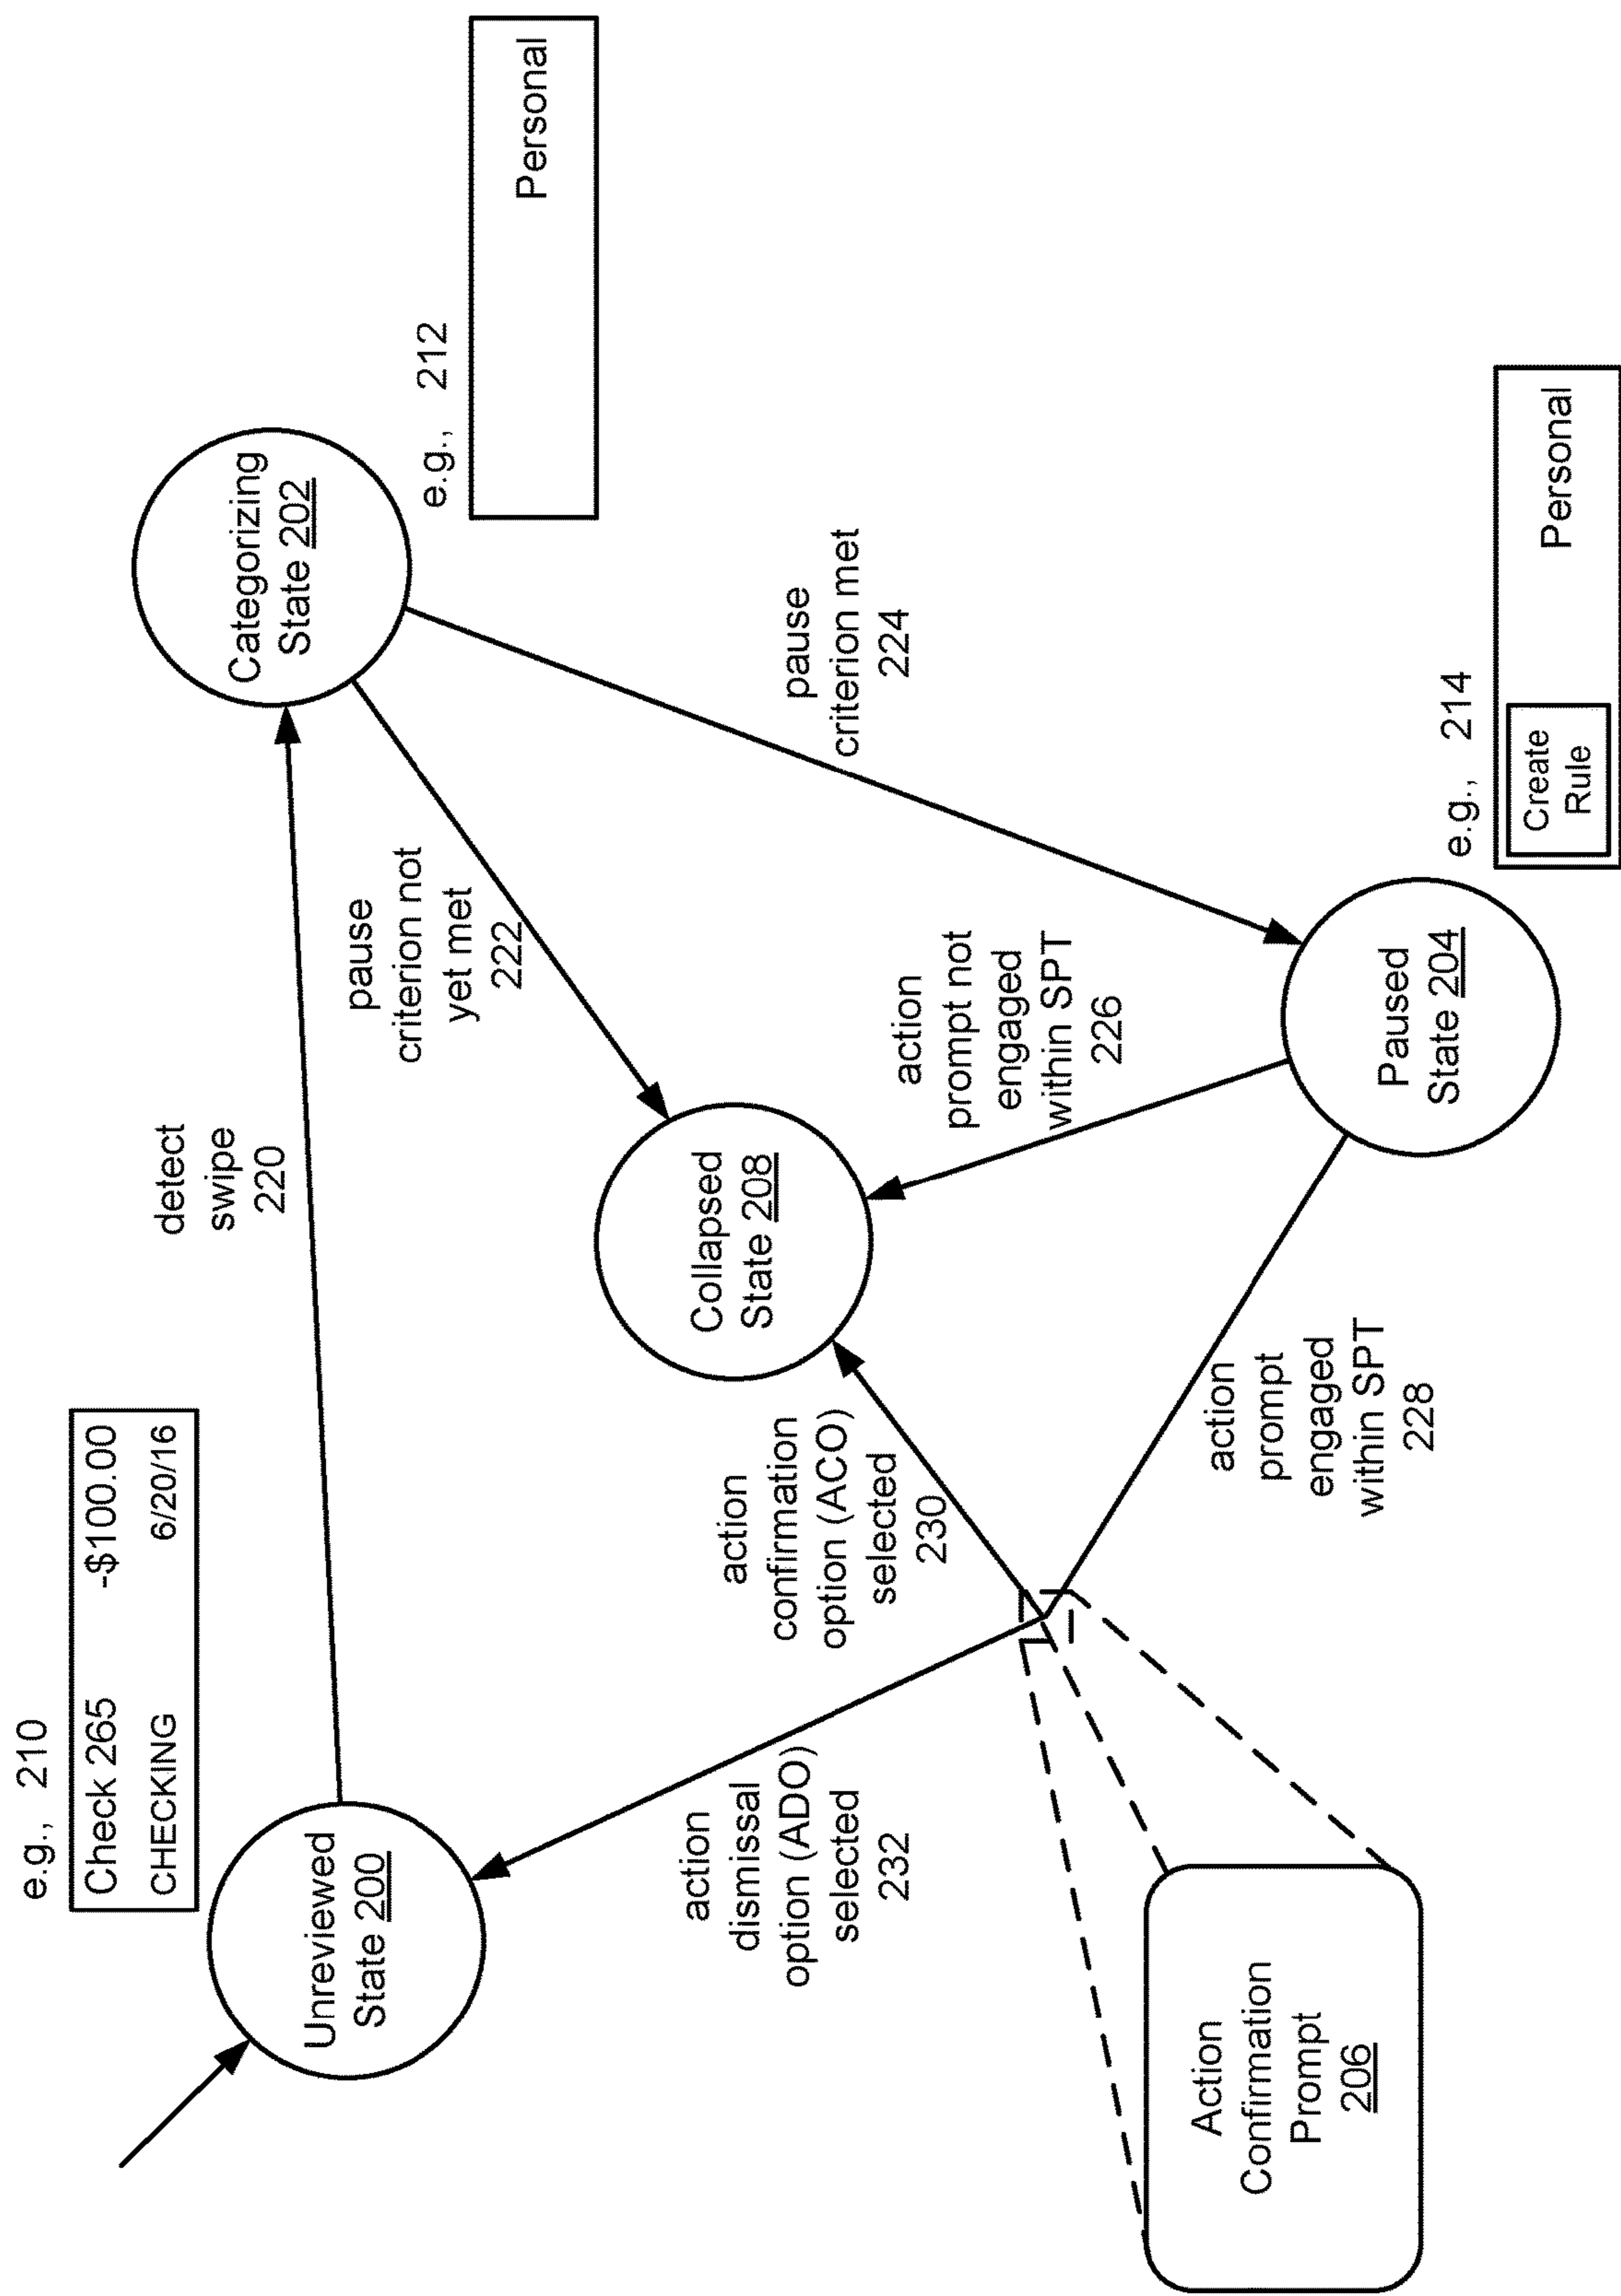 e.g., 210
Check 265 -$100.00
CHECKING 6/20/16
Unreviewed
State 200
detect
swipe
220
Categorizing
State 202
e.g., 212
Personal
pause
criterion not
yet met
222
pause
criterion met
224
Collapsed
State 208
action
dismissal
option (ADO)
selected
232
action
confirmation
option (ACO)
selected
230
action
prompt not
engaged
within SPT
226
action
prompt
engaged
within SPT
228
Paused
State 204
e.g., 214
Create
Rule
Personal
Action
Confirmation
Prompt
206